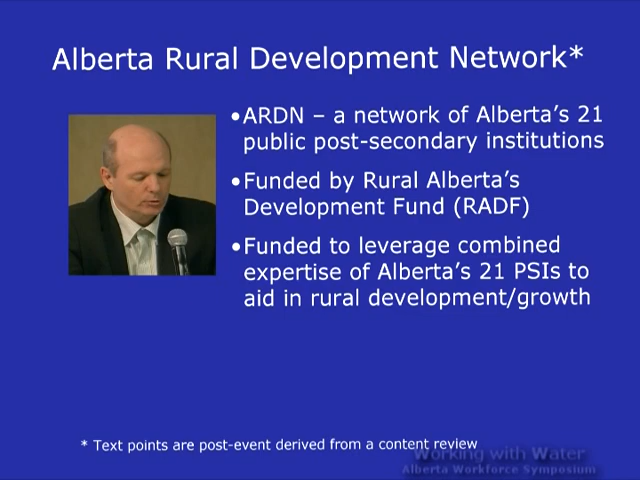 Alberta Rural Development Network*
•ARDN – a network of Alberta's 21
public post-secondary institutions
•Funded by Rural Alberta's
Development Fund (RADF)
•Funded to leverage combined
expertise of Alberta's 21 PSIs to
aid in rural development/growth
* Text points are post-event derived from a content review
Working with Water
Alberta Workforce Symposium